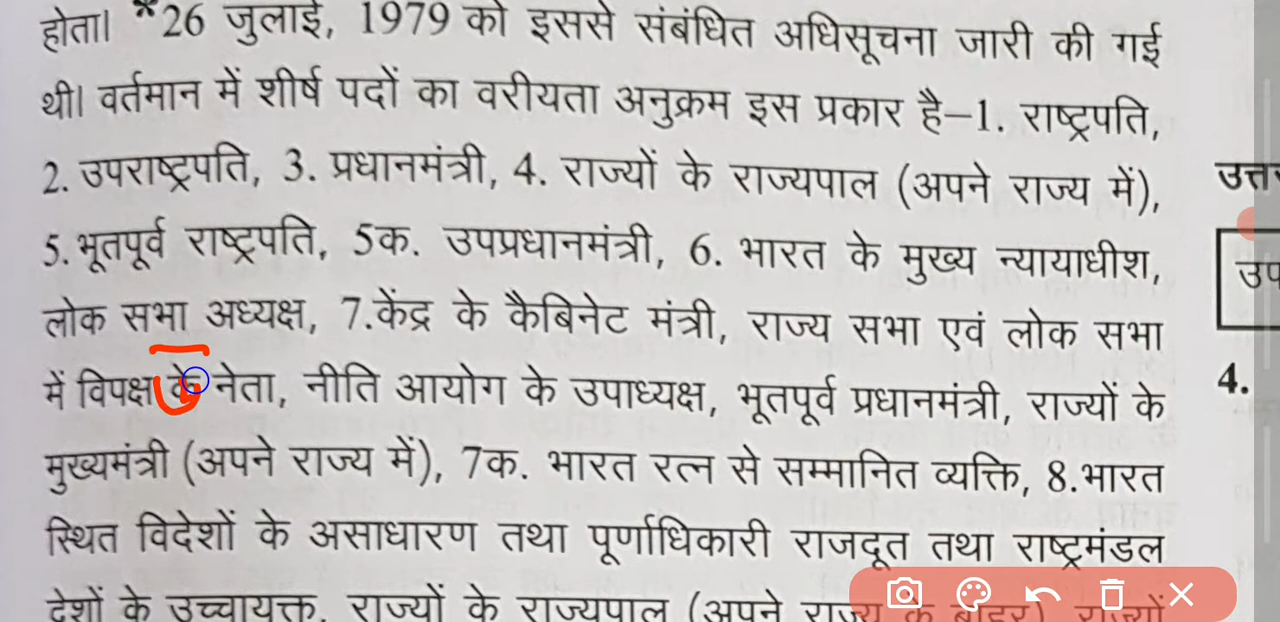 होता। *26 जुलाई, 1979 को इससे संबंधित अधिसूचना जारी की गई
थी। वर्तमान में शीर्ष पदों का वरीयता अनुक्रम इस प्रकार है–1. राष्ट्रपति,
2. उपराष्ट्रपति, 3. प्रधानमंत्री, 4. राज्यों के राज्यपाल (अपने राज्य में),
5. भूतपूर्व राष्ट्रपति, 5क. उपप्रधानमंत्री, 6. भारत के मुख्य न्यायाधीश,
लोक सभा अध्यक्ष, 7.केंद्र के कैबिनेट मंत्री, राज्य सभा एवं लोक सभा
में विपक्ष के नेता, नीति आयोग के उपाध्यक्ष, भूतपूर्व प्रधानमंत्री, राज्यों के
मुख्यमंत्री (अपने राज्य में), 7क. भारत रत्न से सम्मानित व्यक्ति, 8.भारत
स्थित विदेशों के असाधारण तथा पूर्णाधिकारी राजदूत तथा राष्ट्रमंडल
देशों के उच्चायुक्त, राज्यों के राज्यपाल (अपने राज्य के बाहर), राज्यों
4.